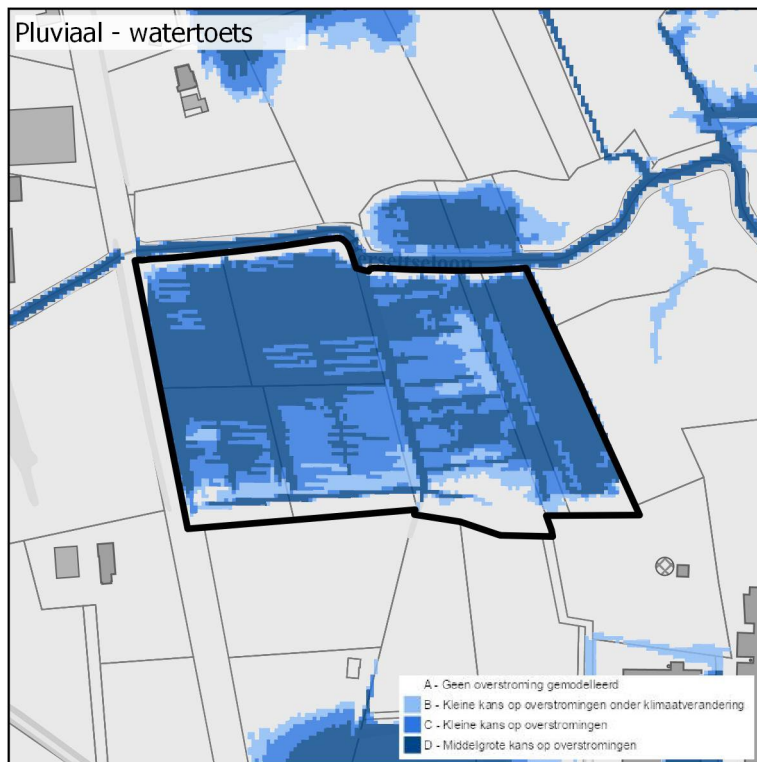 Pluviaal - watertoets
A - Geen overstroming gemodelleerd
B - Kleine kans op overstromingen onder klimaatverandering
C - Kleine kans op overstromingen
D - Middelgrote kans op overstromingen